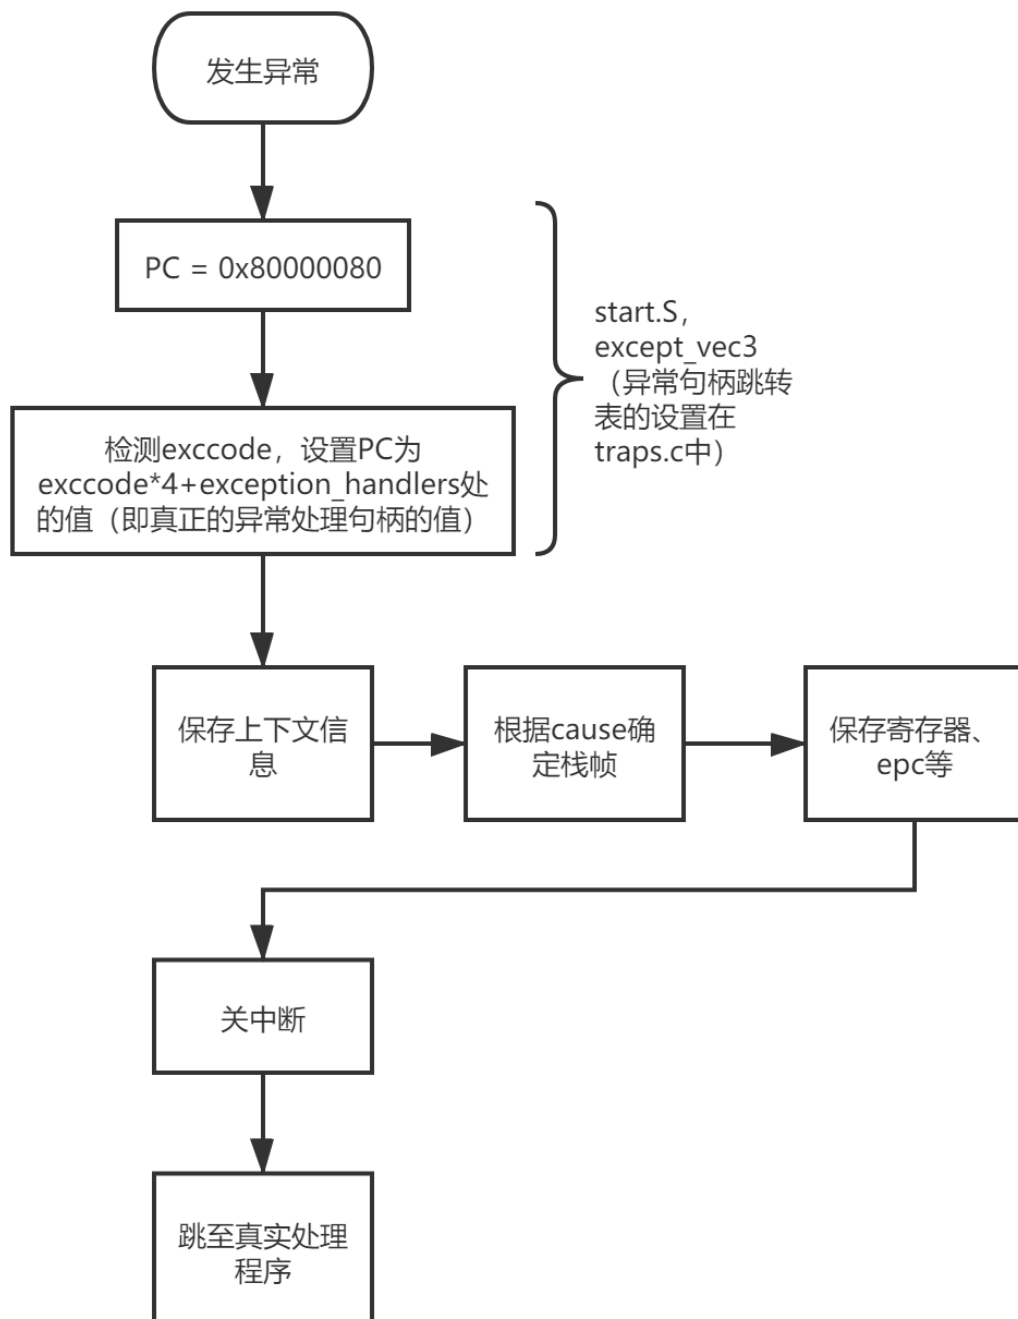 发生异常
PC = 0x80000080
start.S，
except_vec3
（异常句柄跳转
表的设置在
traps.c中）
检测exccode，设置PC为
exccode*4+exception_handlers处
的值（即真正的异常处理句柄的值）
保存上下文信
息
根据cause确
定栈帧
保存寄存器、
epc等
关中断
跳至真实处理
程序